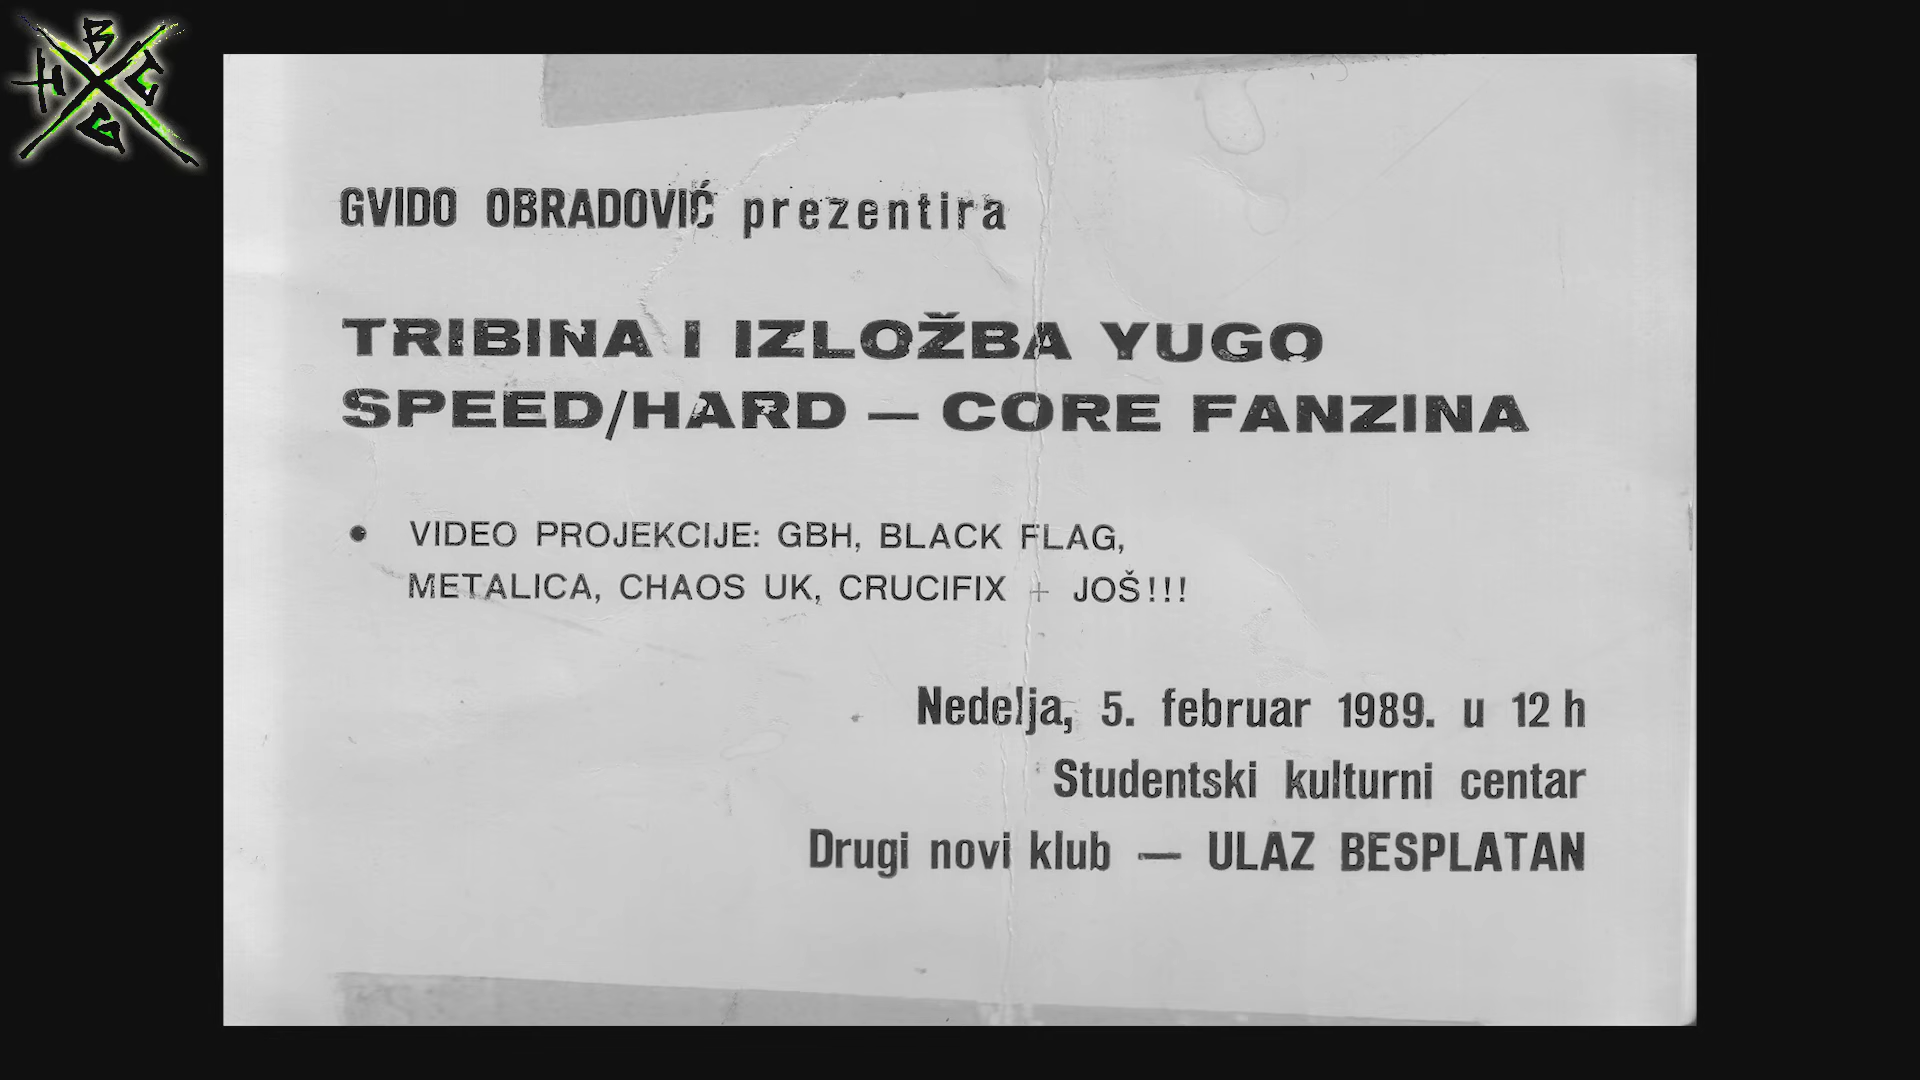 B
H C
G
GVIDO OBRADOVIĆ prezentira
TRIBINA I IZLOŽBA YUGO
SPEED/HARD — CORE FANZINA
• VIDEO PROJEKCIJE: GBH, BLACK FLAG,
METALICA, CHAOS UK, CRUCIFIX + JOŠ!!!
Nedelja, 5. februar 1989. u 12 h
Studentski kulturni centar
Drugi novi klub — ULAZ BESPLATAN